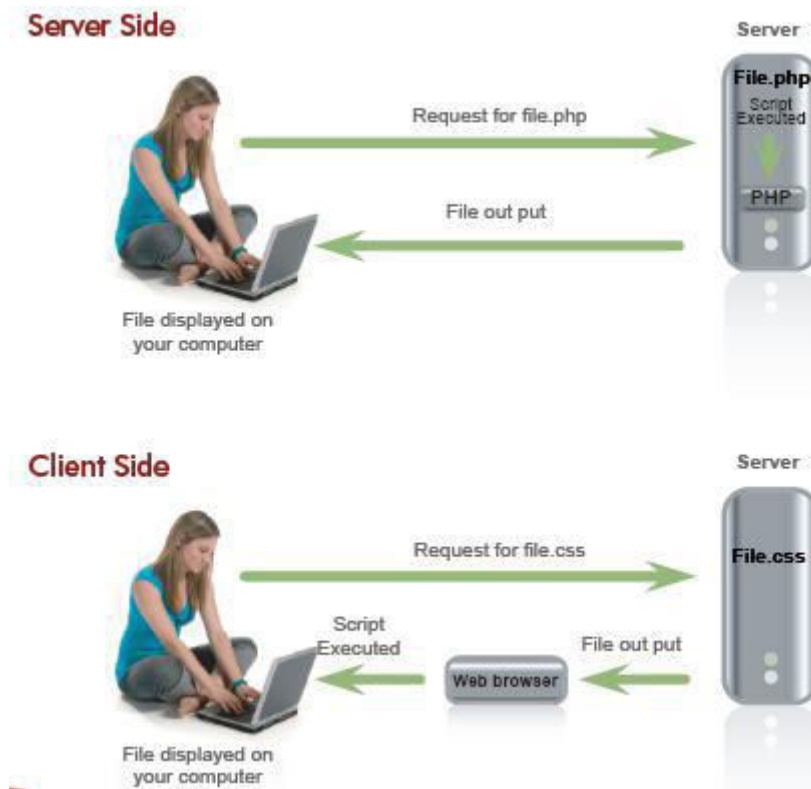 Server Side
Server
File.php
Script
Executed
PHP
Request for file.php
File out put
File displayed on
your computer
Client Side
Server
Request for file.css
File.css
Script
Executed
Web browser
File out put
File displayed on
your computer